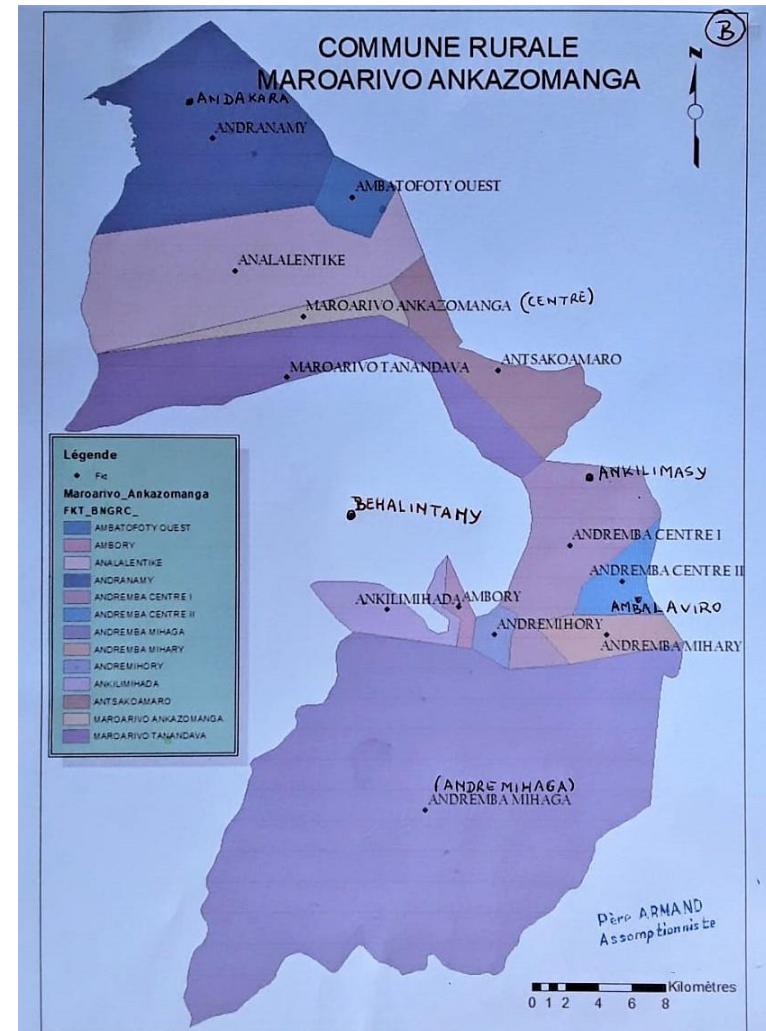 B
COMMUNE RURALE
MAROARIVO ANKAZOMANGA
N
ANDAKARA
ANDRANAMY
AMBATOFOTY OUEST
ANALALENTIKE
MAROARIVO ANKAZOMANGA (CENTRE)
MAROARIVO TANANDAVA
ANTSAKOAMARO
Légende
Fkt
Maroarivo_Ankazomanga
FKT_BNGRC_
AMBATOFOTY OUEST
AMBORY
ANALALENTIKE
ANDRANAMY
ANDREMBA CENTRE I
ANDREMBA CENTRE II
ANDREMBA MIHAGA
ANDREMBA MIHARY
ANDREMIHORY
ANKILIMIHADA
ANTSAKOAMARO
MAROARIVO ANKAZOMANGA
MAROARIVO TANANDAVA
ANKILIMASY
BEHALINTAMY
ANDREMBA CENTRE I
ANDREMBA CENTRE II
ANKILIMIHADA
AMBORY
AMBALAVIRO
ANDREMIHORY
ANDREMBA MIHARY
(ANDREMIHAGA)
ANDREMBA MIHAGA
Père ARMAND
Assomptionniste
Kilomètres
0 1 2 4 6 8